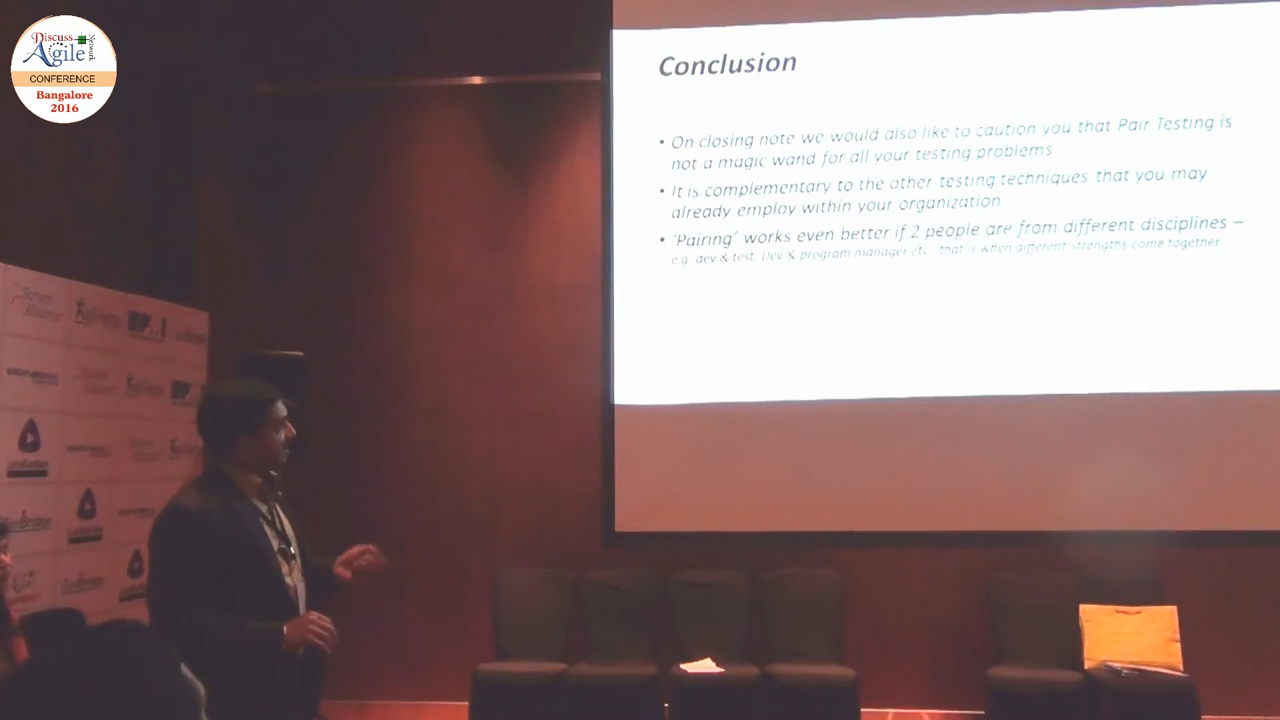 Discuss
Agile
Network
CONFERENCE
Bangalore
2016
Conclusion
• On closing note we would also like to caution you that Pair Testing is
not a magic wand for all your testing problems
• It is complementary to the other testing techniques that you may
already employ within your organization
• 'Pairing' works even better if 2 people are from different disciplines –
e.g. dev & test, Dev & program manager etc. that is when different strengths come together
Scrum
Alliance